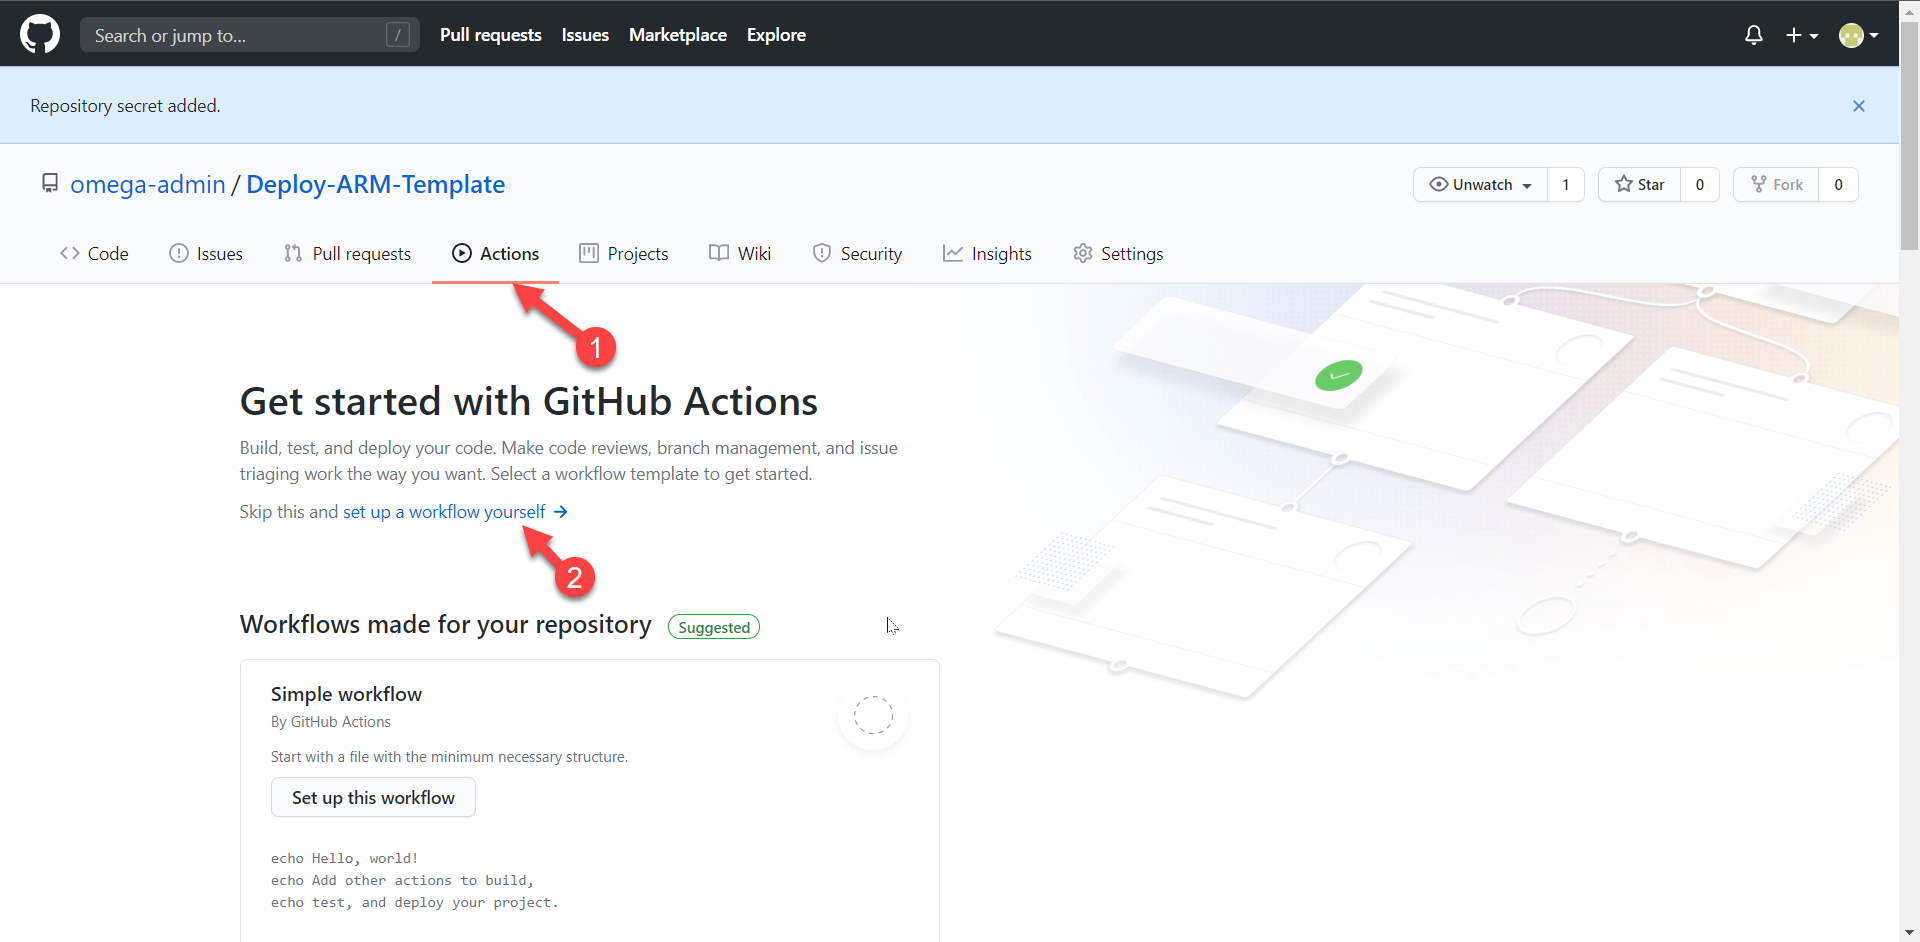 Search or jump to... /
Pull requests Issues Marketplace Explore
Repository secret added.
omega-admin / Deploy-ARM-Template
Unwatch 1 Star 0 Fork 0
Code Issues Pull requests Actions Projects Wiki Security Insights Settings
1
Get started with GitHub Actions
Build, test, and deploy your code. Make code reviews, branch management, and issue
triaging work the way you want. Select a workflow template to get started.
Skip this and set up a workflow yourself →
2
Workflows made for your repository Suggested
Simple workflow
By GitHub Actions
Start with a file with the minimum necessary structure.
Set up this workflow
echo Hello, world!
echo Add other actions to build,
echo test, and deploy your project.